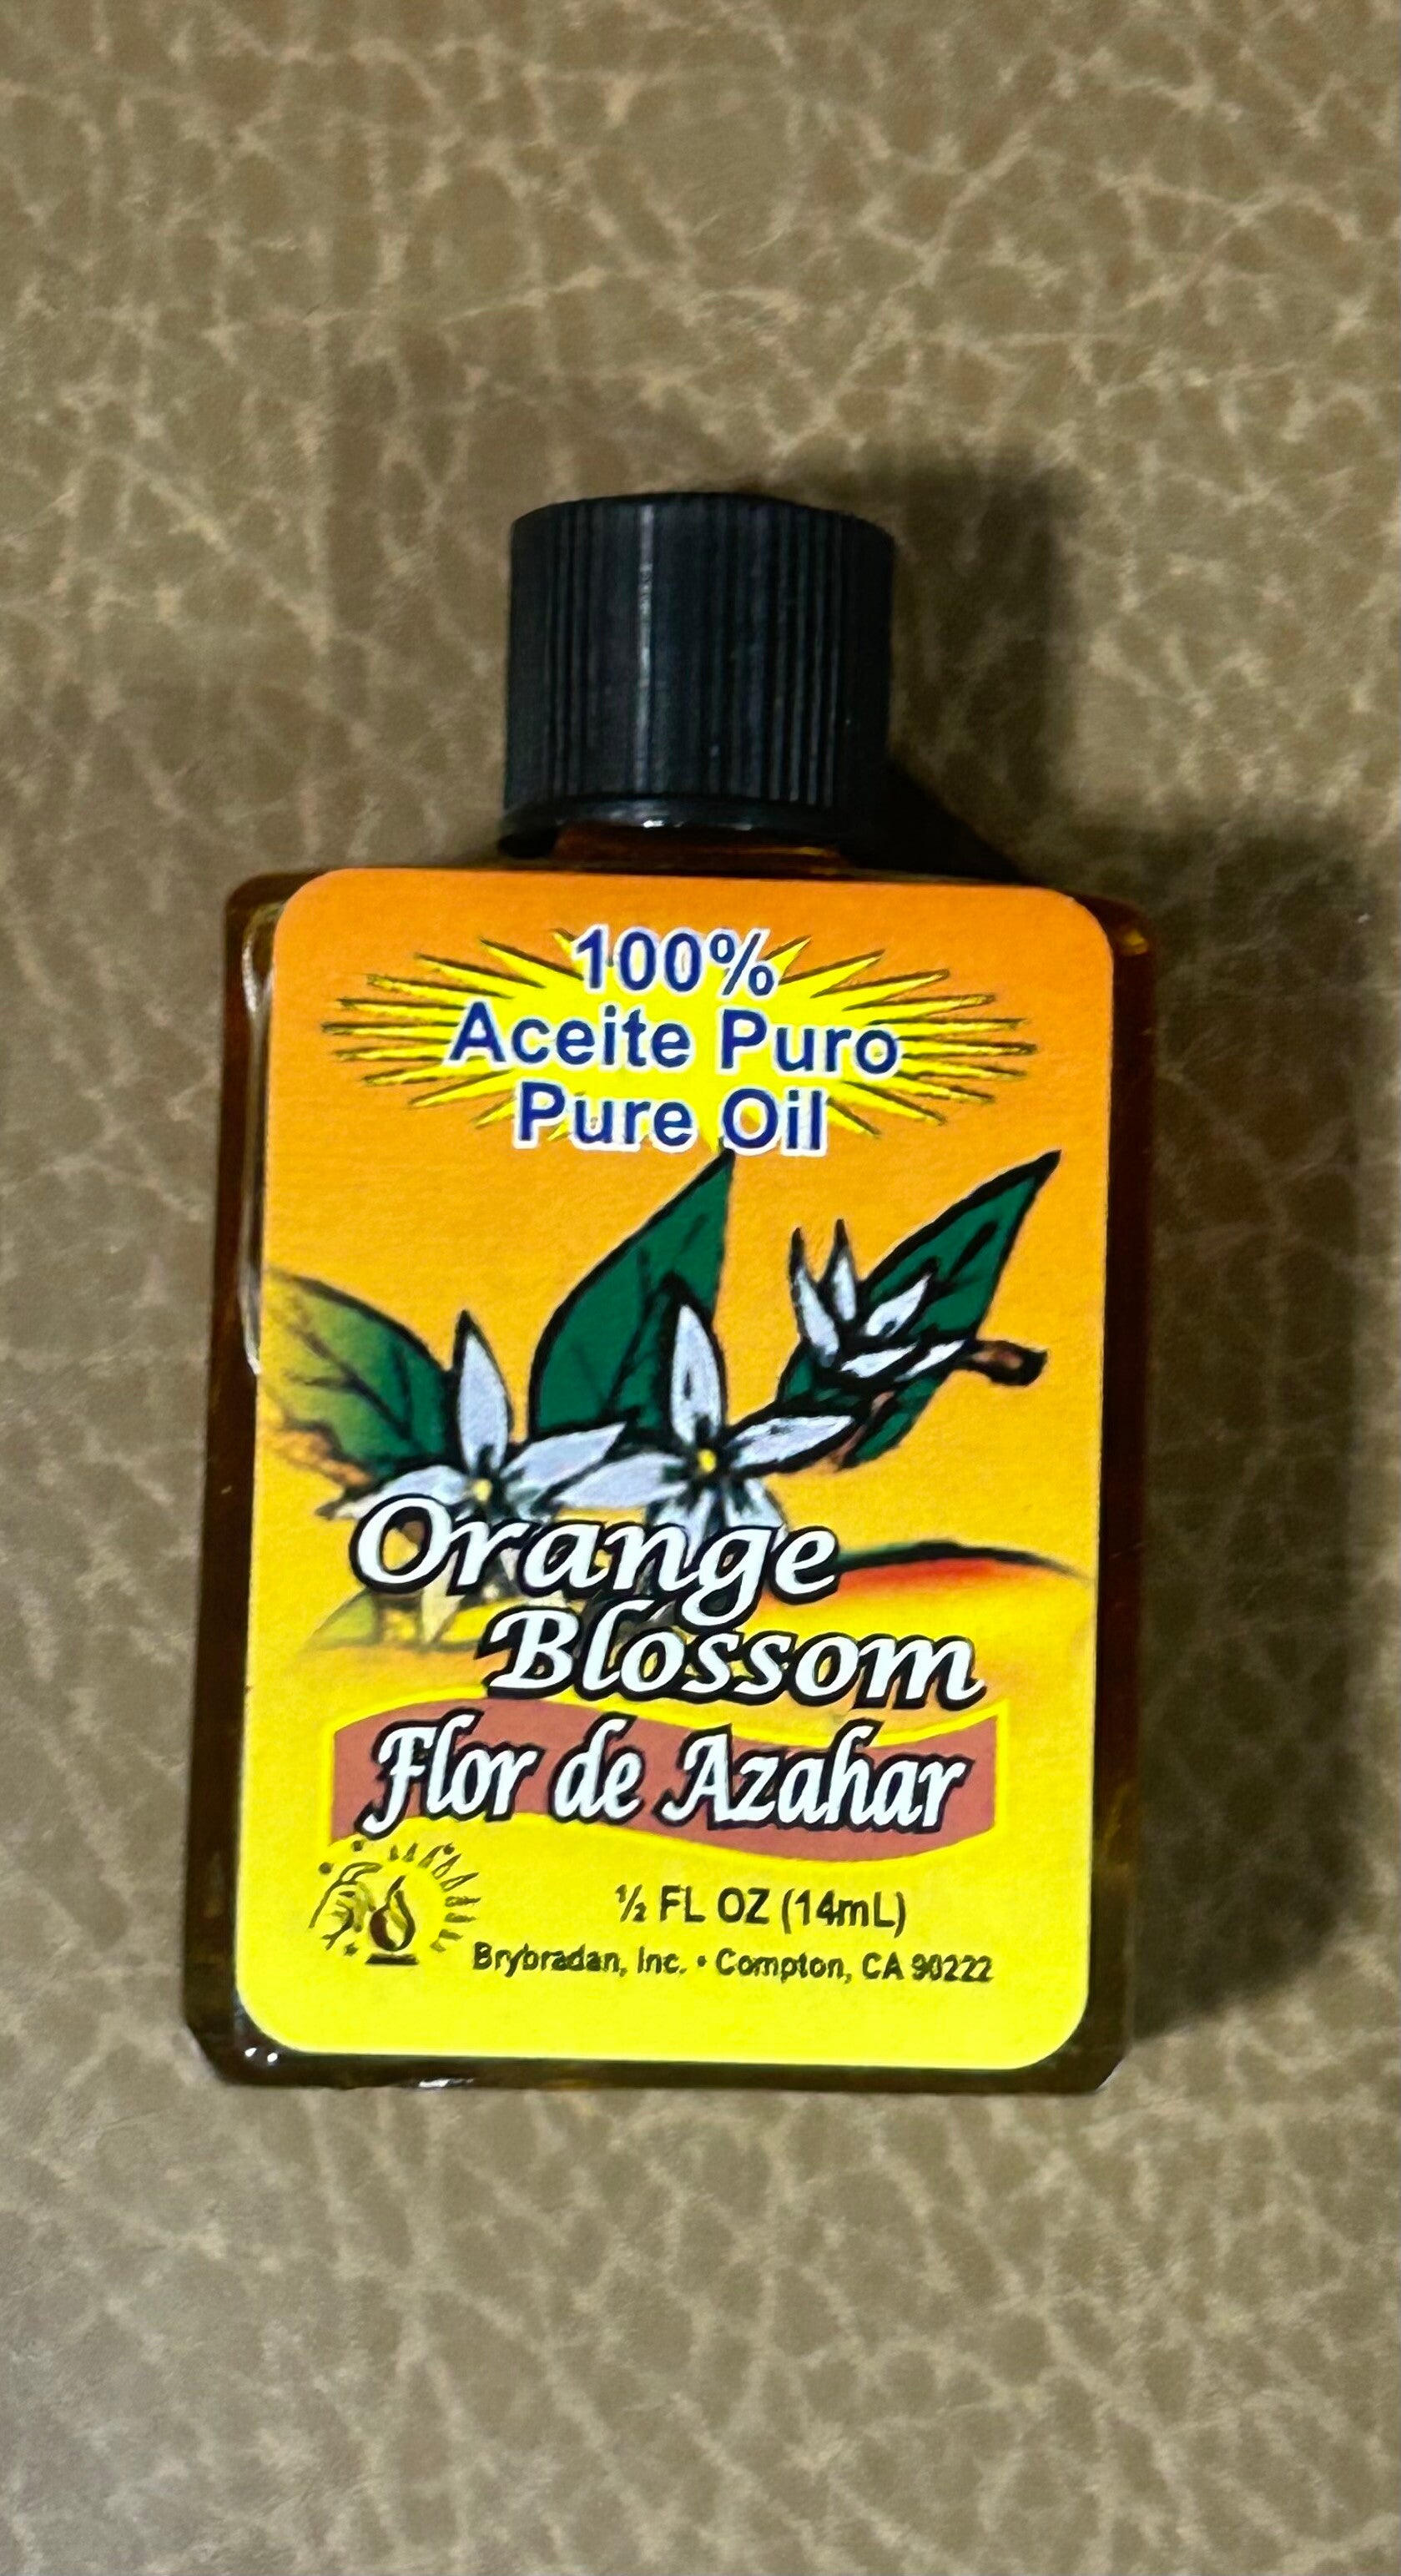 100%
Aceite Puro
Pure Oil
Orange
Blossom
Flor de Azahar
½ FL OZ (14mL)
Brybradan, Inc. • Compton, CA 90222